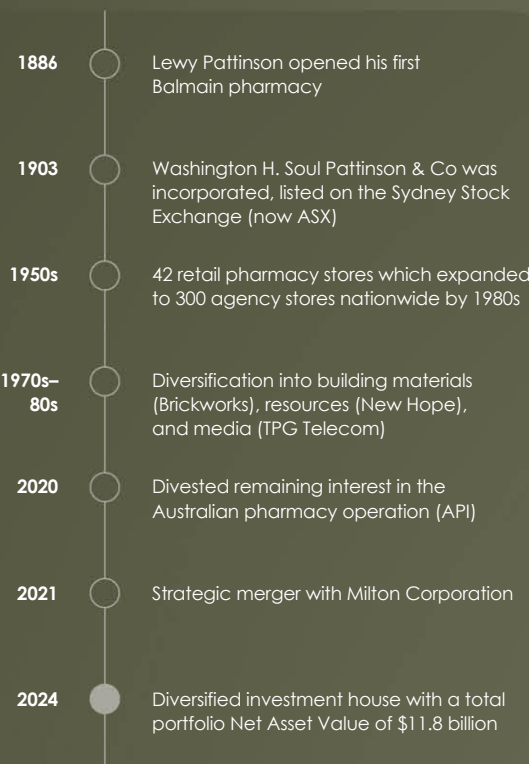 1886
Lewy Pattinson opened his first
Balmain pharmacy
1903
Washington H. Soul Pattinson & Co was
incorporated, listed on the Sydney Stock
Exchange (now ASX)
1950s
42 retail pharmacy stores which expanded
to 300 agency stores nationwide by 1980s
1970s–
80s
Diversification into building materials
(Brickworks), resources (New Hope),
and media (TPG Telecom)
2020
Divested remaining interest in the
Australian pharmacy operation (API)
2021
Strategic merger with Milton Corporation
2024
Diversified investment house with a total
portfolio Net Asset Value of $11.8 billion